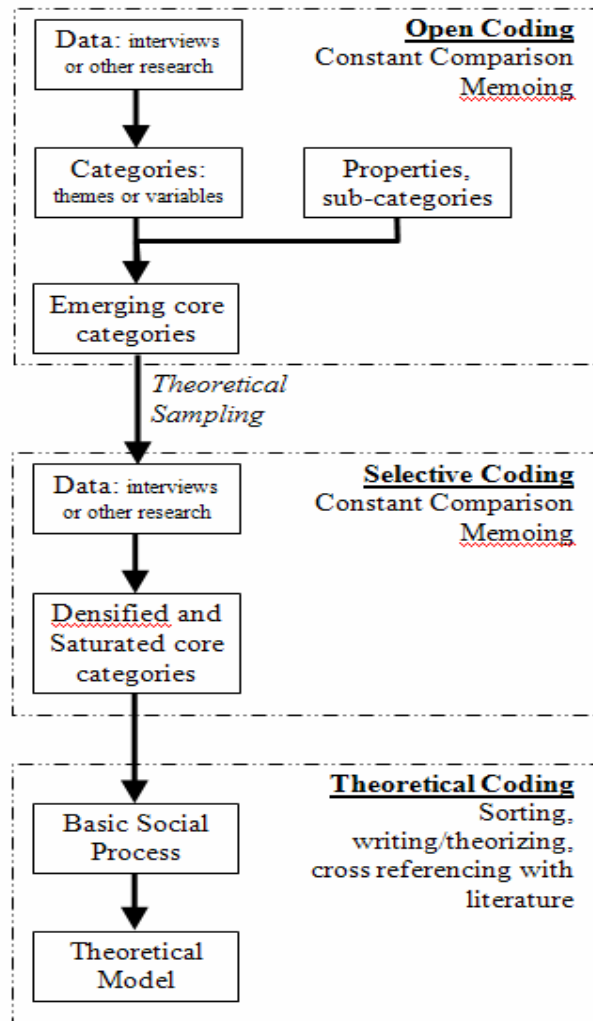 Data: interviews
or other research
Open Coding
Constant Comparison
Memoing
Categories:
themes or variables
Properties,
sub-categories
Emerging core
categories
Theoretical
Sampling
Data: interviews
or other research
Selective Coding
Constant Comparison
Memoing
Densified and
Saturated core
categories
Theoretical Coding
Sorting,
writing/theorizing,
cross referencing with
literature
Basic Social
Process
Theoretical
Model